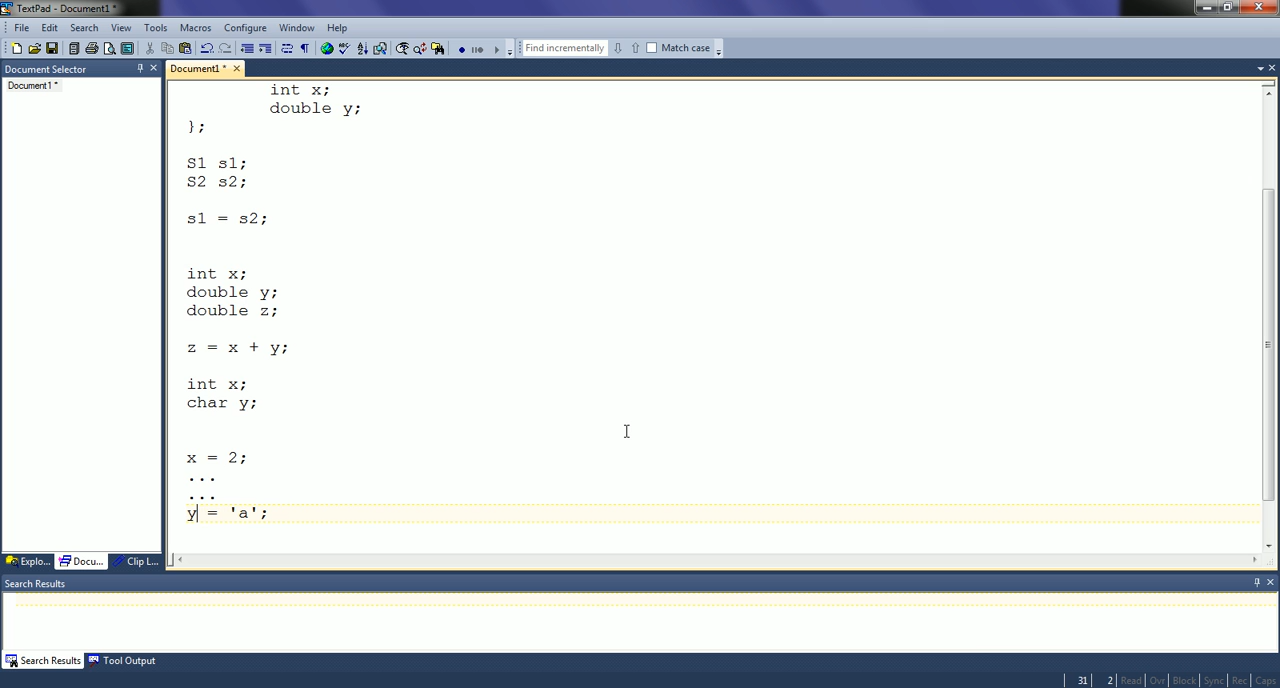 TextPad - Document1 *
File Edit Search View Tools Macros Configure Window Help
Find incrementally Match case
Document Selector
Document1 *
Document1 *
int x;
double y;
};
S1 s1;
S2 s2;
s1 = s2;
int x;
double y;
double z;
z = x + y;
int x;
char y;
x = 2;
...
...
y = 'a';
Explo... Docu... Clip L...
Search Results
Search Results Tool Output
31 2 Read Ovr Block Sync Rec Caps